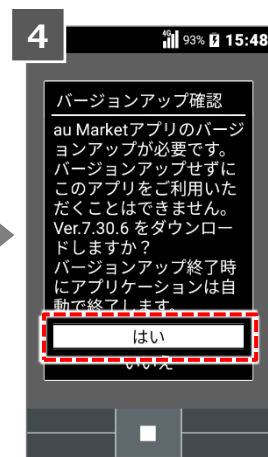 4
4G 93% 15:48
バージョンアップ確認
au Marketアプリのバージ
ョンアップが必要です。
バージョンアップせずに
このアプリをご利用いた
だくことはできません。
Ver.7.30.6 をダウンロー
ドしますか？
バージョンアップ終了時
にアプリケーションは自
動で終了します。
はい
いいえ